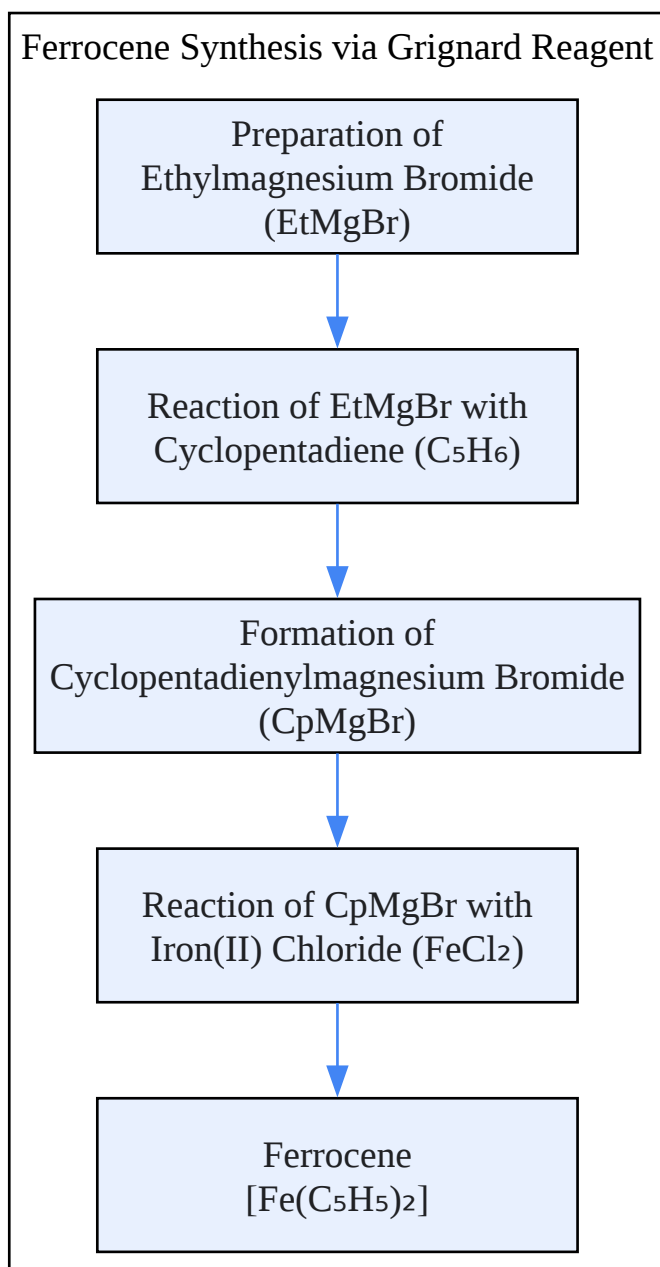 Ferrocene Synthesis via Grignard Reagent
Preparation of
Ethylmagnesium Bromide
(EtMgBr)
Reaction of EtMgBr with
Cyclopentadiene (C₅H₆)
Formation of
Cyclopentadienylmagnesium Bromide
(CpMgBr)
Reaction of CpMgBr with
Iron(II) Chloride (FeCl₂)
Ferrocene
[Fe(C₅H₅)₂]